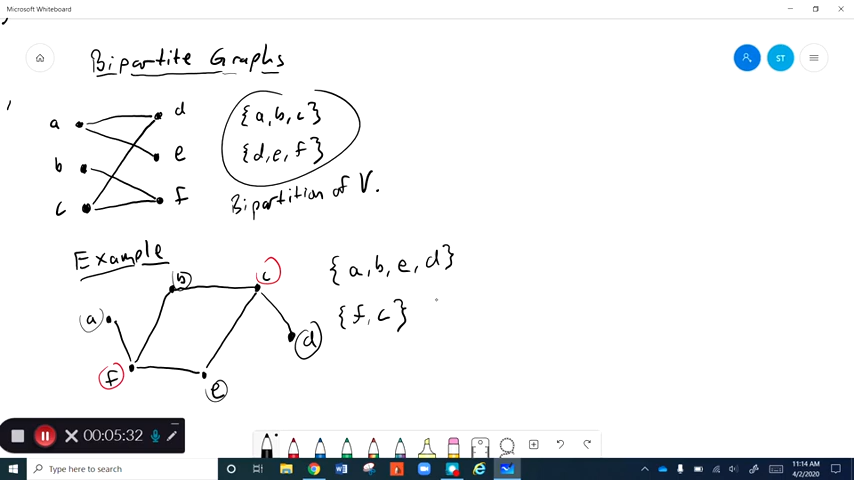 Microsoft Whiteboard
Bipartite Graphs
ST
a
b
c
d
e
f
{a,b,c}
{d,e,f}
Bipartition of V.
Example
a
b
c
d
e
f
{a,b,e,d}
{f,c}
00:05:32
Type here to search
11:14 AM
4/2/2020